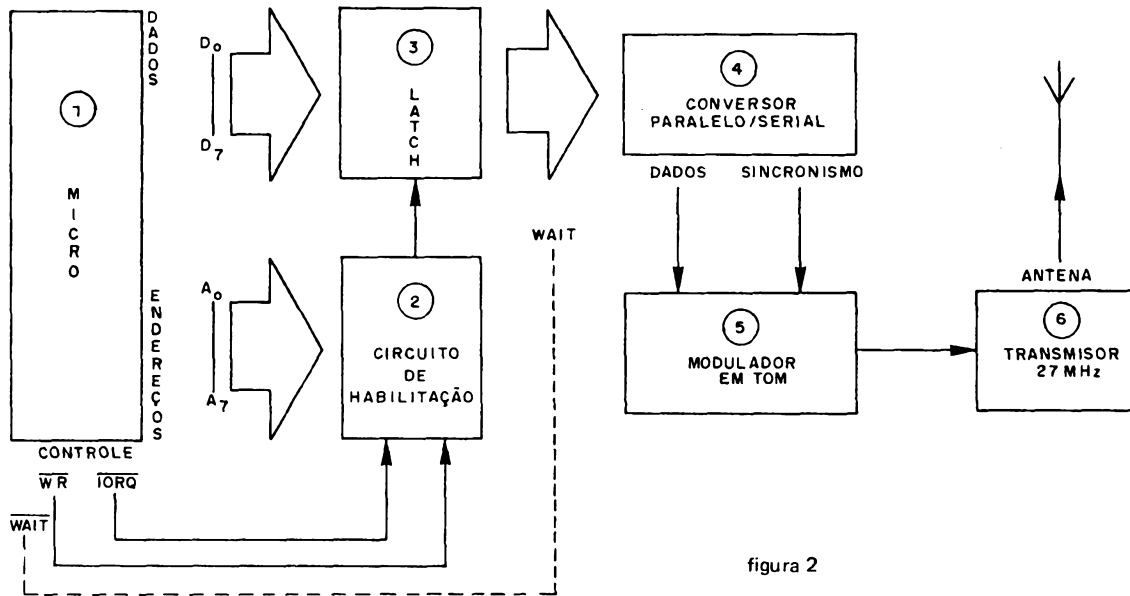 1
MICRO
DADOS
ENDEREÇOS
CONTROLE
WR
IORQ
WAIT
D0
D7
A0
A7
3
LATCH
2
CIRCUITO
DE
HABILITAÇÃO
WAIT
4
CONVERSOR
PARALELO/SERIAL
DADOS
SINCRONISMO
5
MODULADOR
EM TOM
ANTENA
6
TRANSMISOR
27 MHz
figura 2